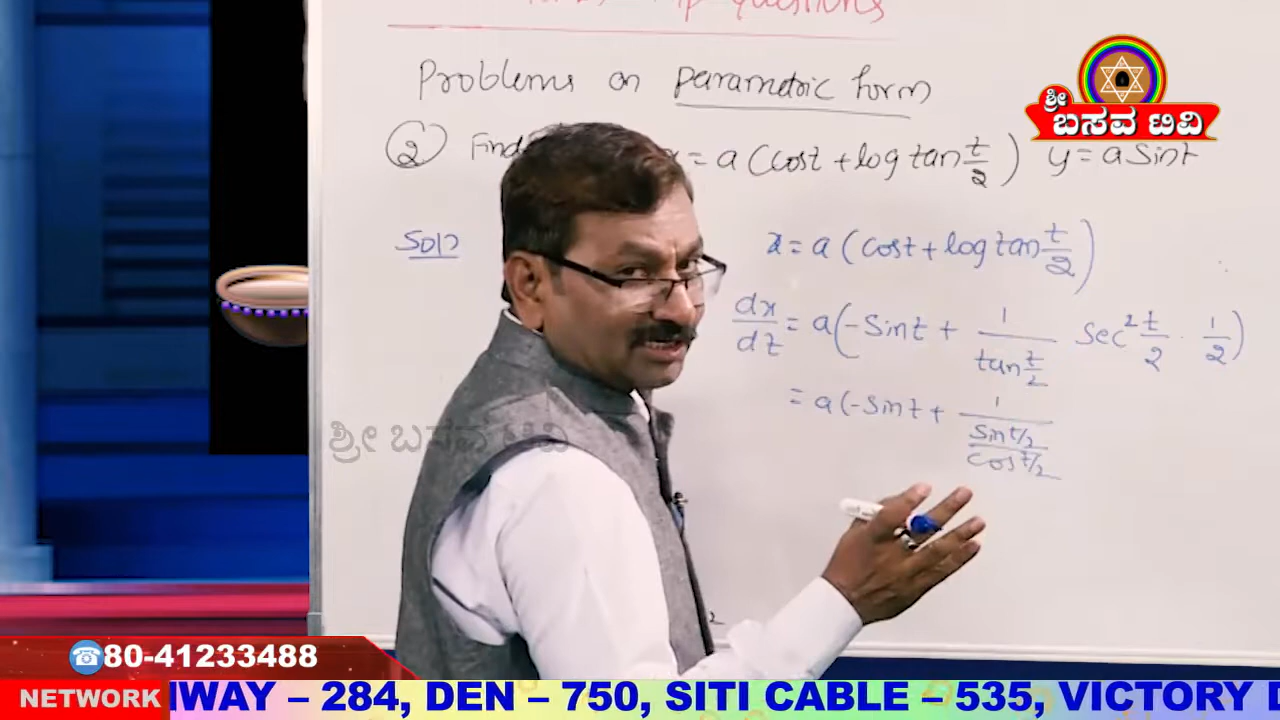 questions
Problems on parametric form
② Find x = a (cost + log tan t/2) y = a sint
ಶ್ರೀ
ಬಸವ ಟಿವಿ
Soln
x = a (cost + log tan t/2)
dx/dt = a (-sint + 1/(tan t/2) sec² t/2 · 1/2)
= a (-sint + 1/(sin t/2 / cos t/2)
ಶ್ರೀ ಬಸವ ಟಿವಿ
80-41233488
NETWORK WAY – 284, DEN – 750, SITI CABLE – 535, VICTORY